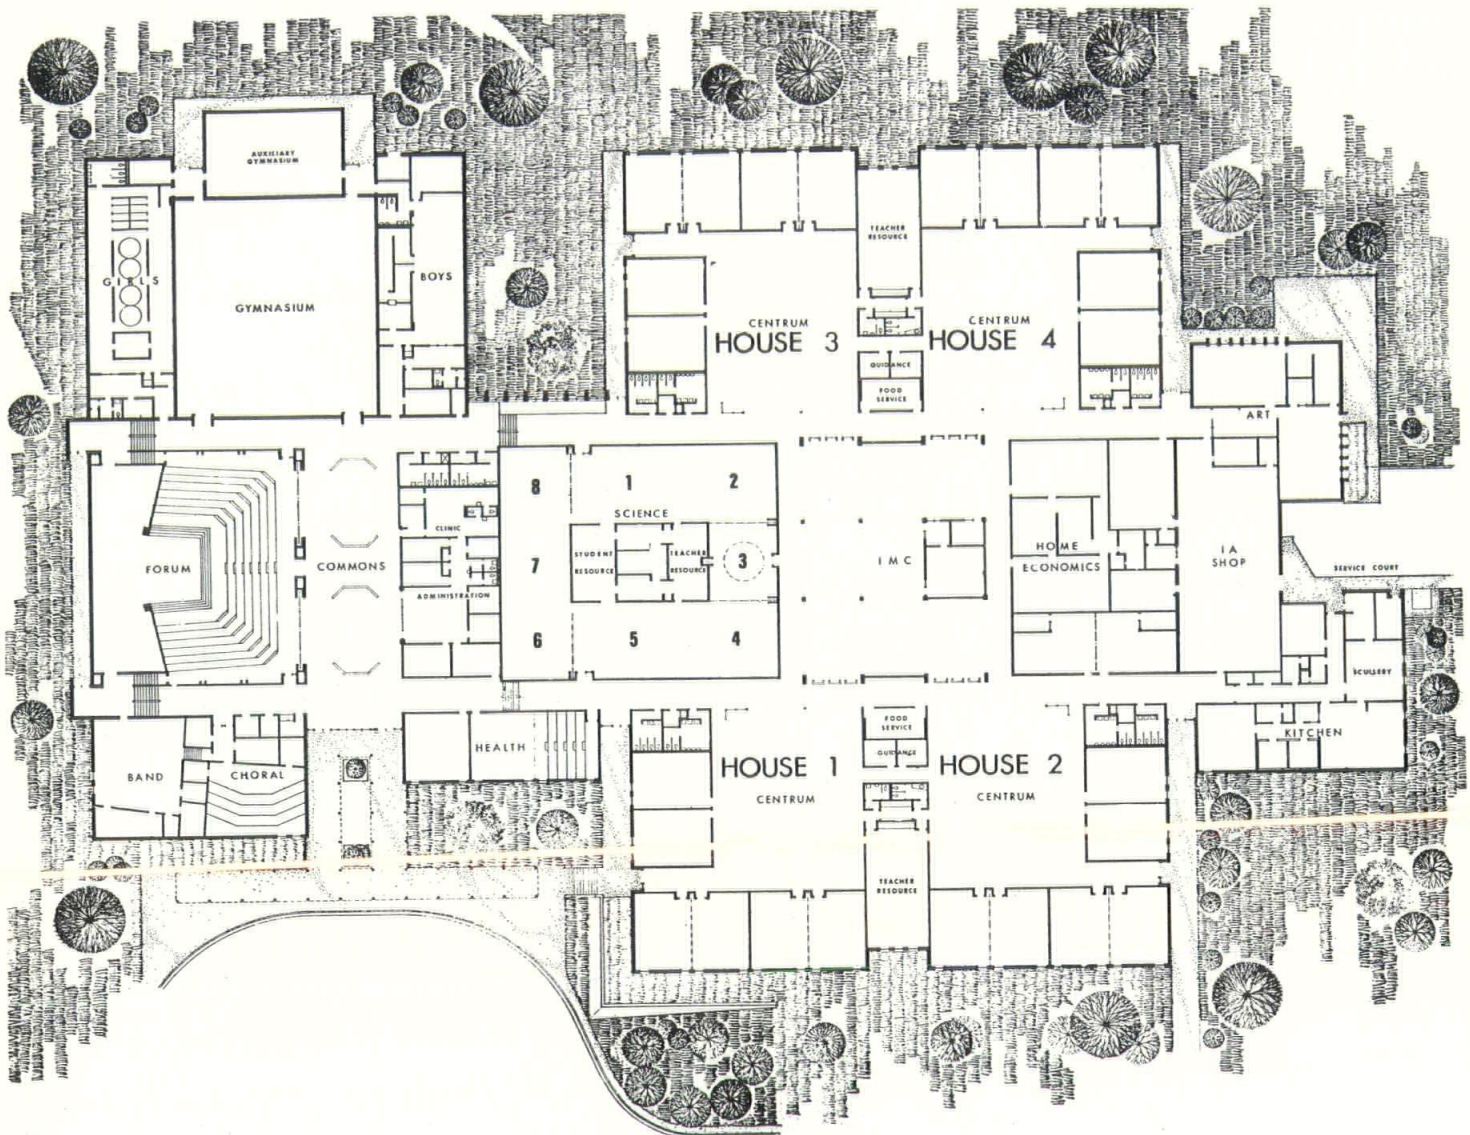 AUXILIARY
GYMNASIUM
GIRLS
GYMNASIUM
BOYS
TEACHER
RESOURCE
CENTRUM
HOUSE 3
CENTRUM
HOUSE 4
GUIDANCE
FOOD
SERVICE
ART
8
1
2
SCIENCE
CLINIC
FORUM
COMMONS
ADMINISTRATION
7
STUDENT
RESOURCE
TEACHER
RESOURCE
3
IMC
HOME
ECONOMICS
IA
SHOP
SERVICE COURT
6
5
4
SCULLERY
KITCHEN
BAND
CHORAL
HEALTH
FOOD
SERVICE
GUIDANCE
HOUSE 1
CENTRUM
HOUSE 2
CENTRUM
TEACHER
RESOURCE